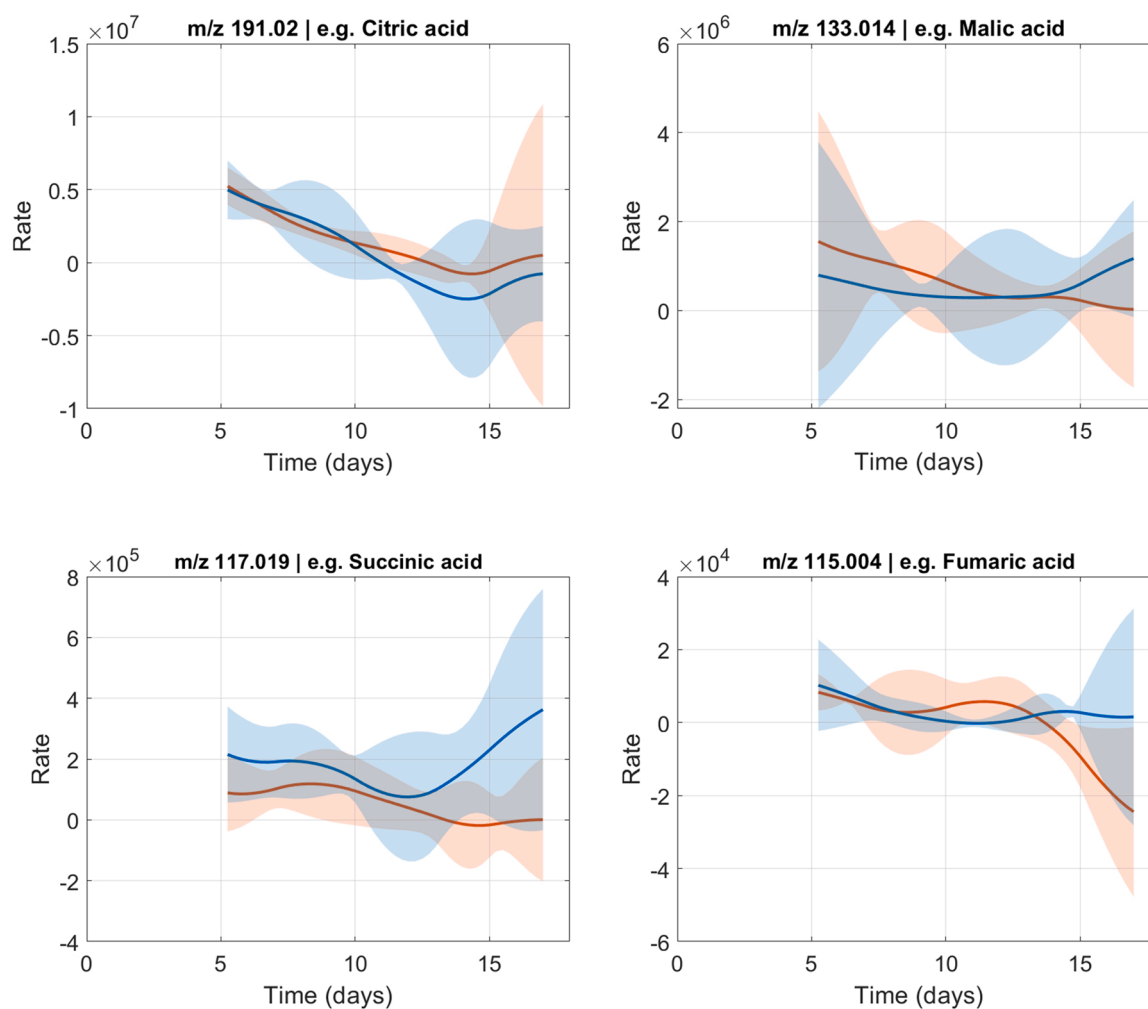 ×10⁷
m/z 191.02 | e.g. Citric acid
1.5
1
0.5
0
-0.5
-1
Rate
0 5 10 15
Time (days)
×10⁶
m/z 133.014 | e.g. Malic acid
6
4
2
0
-2
Rate
0 5 10 15
Time (days)
×10⁵
m/z 117.019 | e.g. Succinic acid
8
6
4
2
0
-2
-4
Rate
0 5 10 15
Time (days)
×10⁴
m/z 115.004 | e.g. Fumaric acid
4
2
0
-2
-4
-6
Rate
0 5 10 15
Time (days)